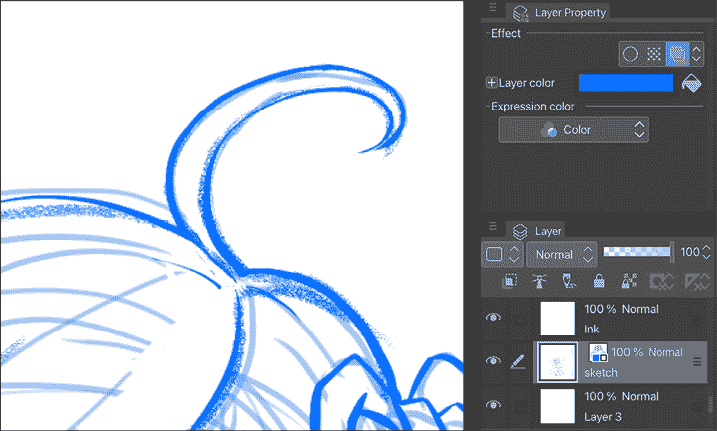 Layer Property
Effect
Layer color
Expression color
Color
Layer
Normal
100
100 % Normal
Ink
100 % Normal
sketch
100 % Normal
Layer 3